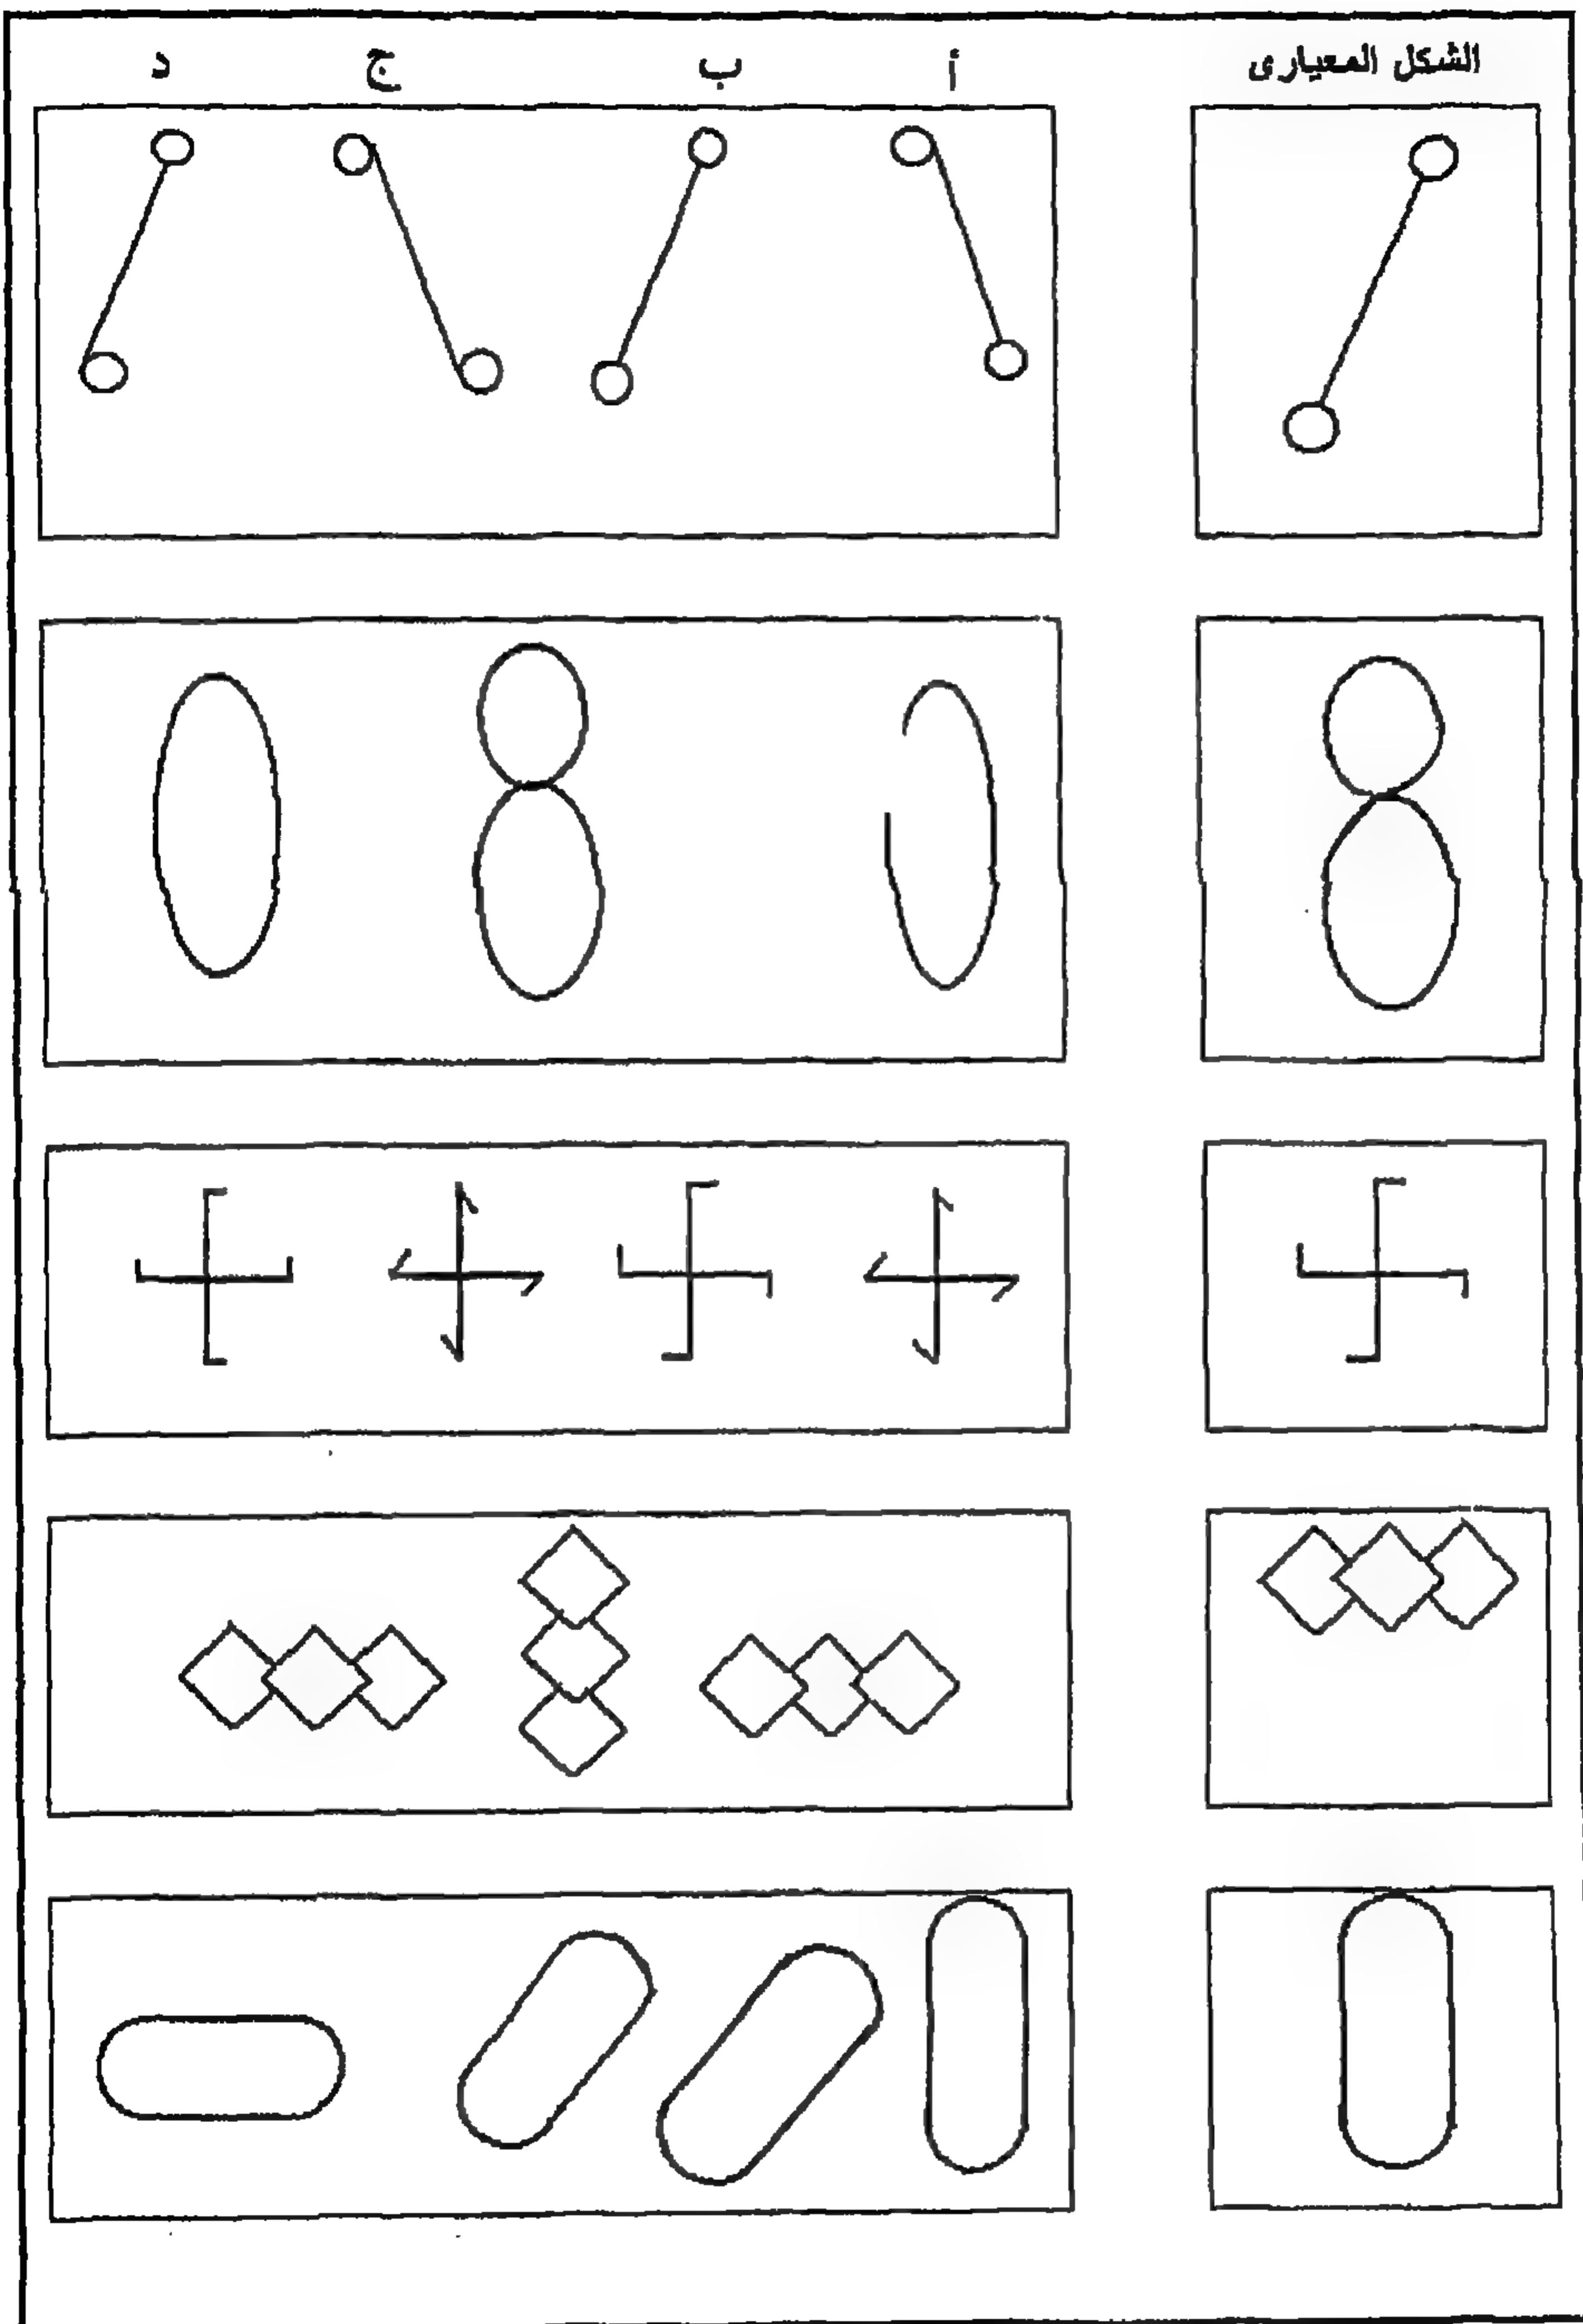 الشكل المعيارى أ ب ج د